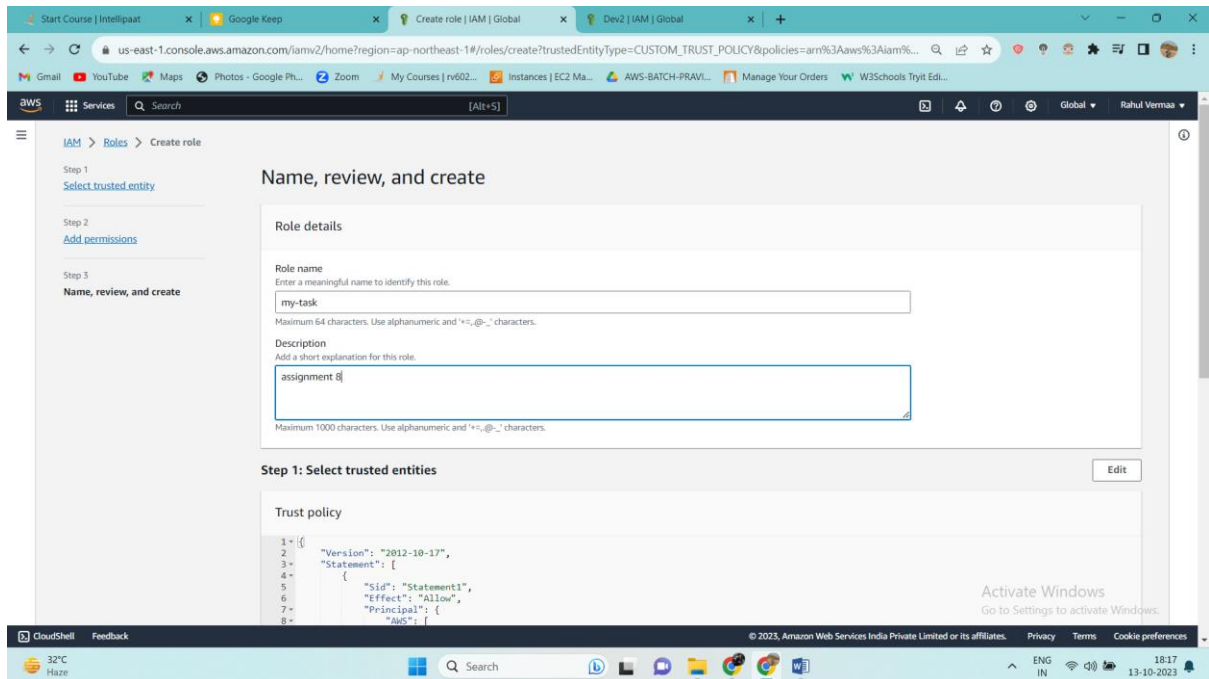 Start Course | Intellipaat
Google Keep
Create role | IAM | Global
Dev2 | IAM | Global
us-east-1.console.aws.amazon.com/iamv2/home?region=ap-northeast-1#/roles/create?trustedEntityType=CUSTOM_TRUST_POLICY&policies=arn%3Aaws%3Aiam%...
Gmail YouTube Maps Photos - Google Ph... Zoom My Courses | rv602... Instances | EC2 Ma... AWS-BATCH-PRAVI... Manage Your Orders W3Schools Tryit Edi...
aws Services Search [Alt+S] Global Rahul Vermaa
IAM > Roles > Create role
Step 1
Select trusted entity
Step 2
Add permissions
Step 3
Name, review, and create
Name, review, and create
Role details
Role name
Enter a meaningful name to identify this role.
my-task
Maximum 64 characters. Use alphanumeric and '+=,.@-_' characters.
Description
Add a short explanation for this role.
assignment 8
Maximum 1000 characters. Use alphanumeric and '+=,.@-_' characters.
Step 1: Select trusted entities
Edit
Trust policy
1 {
2 "Version": "2012-10-17",
3 "Statement": [
4 {
5 "Sid": "Statement1",
6 "Effect": "Allow",
7 "Principal": {
8 "AWS": [
Activate Windows
Go to Settings to activate Windows.
CloudShell Feedback © 2023, Amazon Web Services India Private Limited or its affiliates. Privacy Terms Cookie preferences
32°C
Haze
Search
ENG
IN
18:17
13-10-2023